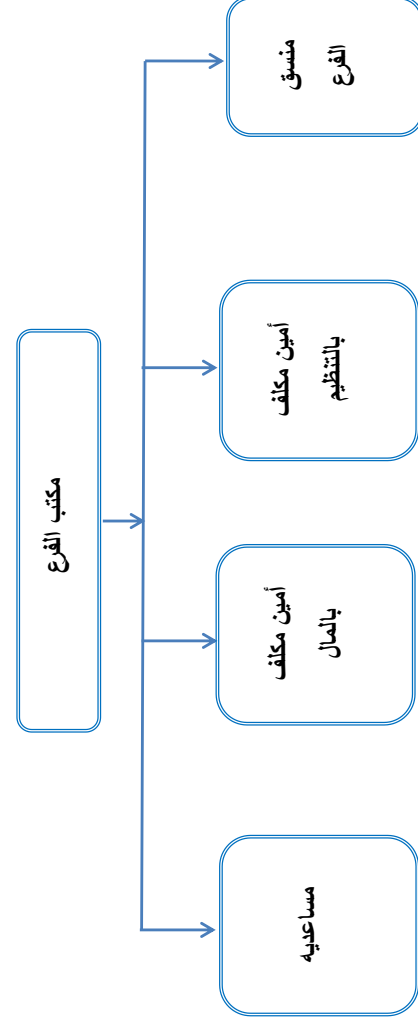 مكتب الفرع
منسق
الفرع
أمين مكلف
بالتنظيم
أمين مكلف
بالمال
مساعديه